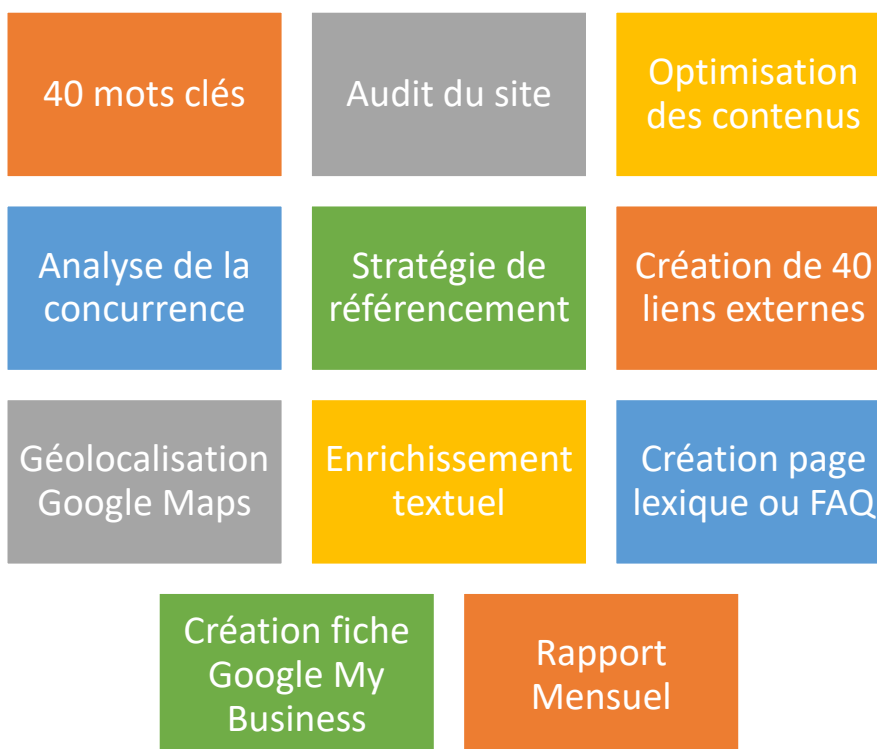 40 mots clés
Audit du site
Optimisation
des contenus
Analyse de la
concurrence
Stratégie de
référencement
Création de 40
liens externes
Géolocalisation
Google Maps
Enrichissement
textuel
Création page
lexique ou FAQ
Création fiche
Google My
Business
Rapport
Mensuel